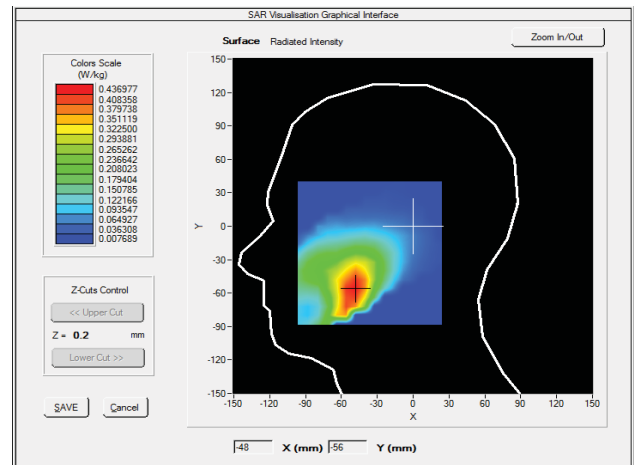 SAR Visualisation Graphical Interface
Surface Radiated Intensity
Zoom In/Out
Colors Scale
(W/kg)
0.436977
0.408358
0.379738
0.351119
0.322500
0.293881
0.265262
0.236642
0.208023
0.179404
0.150785
0.122166
0.093547
0.064927
0.036308
0.007689
Z-Cuts Control
<< Upper Cut
Z = 0.2 mm
Lower Cut >>
SAVE Cancel
150
120
90
60
30
0
-30
-60
-90
-120
-150
Y
-150 -120 -90 -60 -30 0 30 60 90 120 150
X
-48 X (mm) -56 Y (mm)